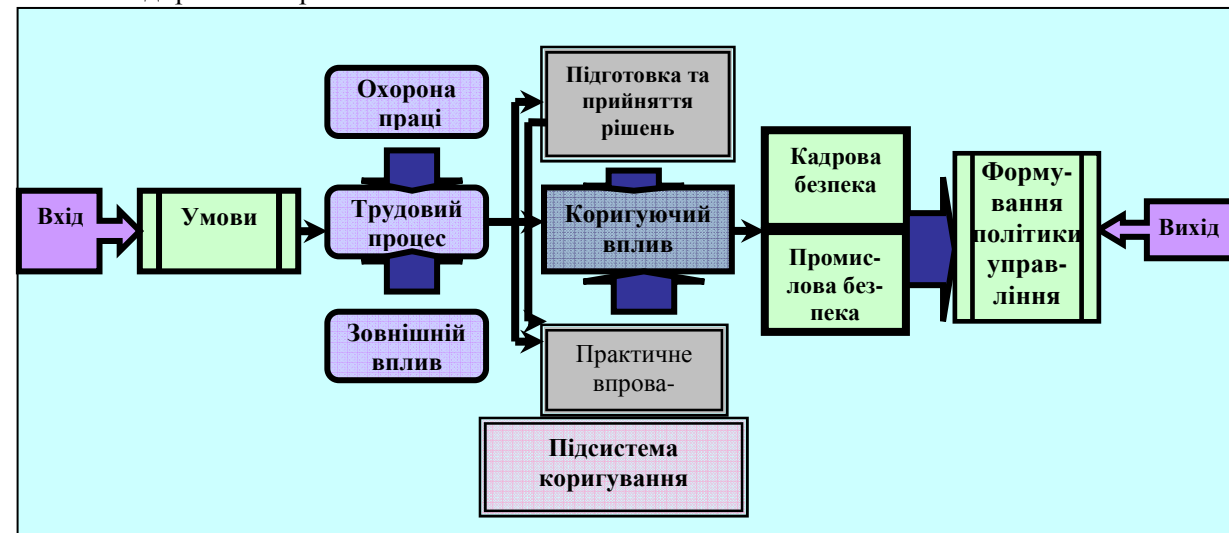 Вхід
Умови
Охорона
праці
Трудовий
процес
Зовнішній
вплив
Підготовка та
прийняття
рішень
Коригуючий
вплив
Практичне
впрова-
Підсистема
коригування
Кадрова
безпека
Промис-
лова без-
пека
Форму-
вання
політики
управ-
ління
Вихід